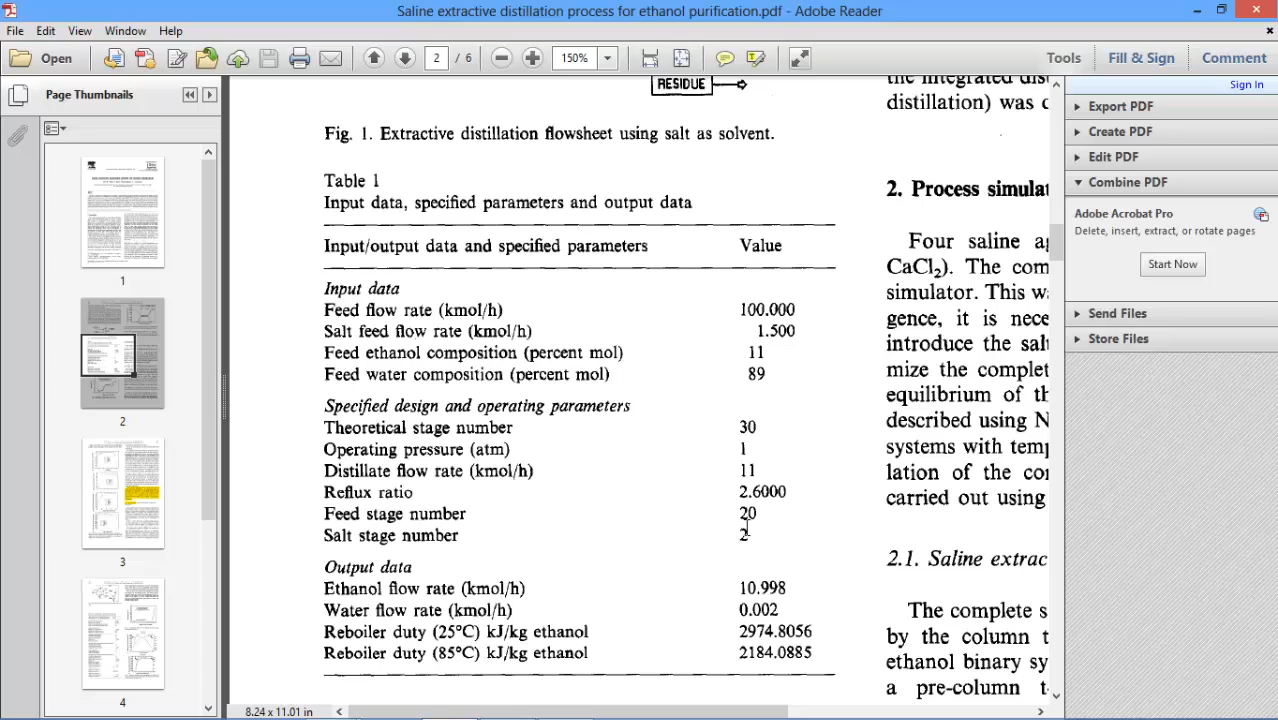 Saline extractive distillation process for ethanol purification.pdf - Adobe Reader
File Edit View Window Help
Open 2 / 6 150% Tools Fill & Sign Comment
Sign In
Page Thumbnails
1
2
3
4
RESIDUE
Fig. 1. Extractive distillation flowsheet using salt as solvent.
Table 1
Input data, specified parameters and output data
Input/output data and specified parameters Value
Input data
Feed flow rate (kmol/h) 100.000
Salt feed flow rate (kmol/h) 1.500
Feed ethanol composition (percent mol) 11
Feed water composition (percent mol) 89
Specified design and operating parameters
Theoretical stage number 30
Operating pressure (atm) 1
Distillate flow rate (kmol/h) 11
Reflux ratio 2.6000
Feed stage number 20
Salt stage number 2
Output data
Ethanol flow rate (kmol/h) 10.998
Water flow rate (kmol/h) 0.002
Reboiler duty (25°C) kJ/kg ethanol 2974.8056
Reboiler duty (85°C) kJ/kg ethanol 2184.0885
the integrated dis
distillation) was c
2. Process simula
Four saline ag
CaCl₂). The com
simulator. This w
gence, it is nece
introduce the sal
mize the complet
equilibrium of th
described using N
systems with temp
lation of the co
carried out using
2.1. Saline extrac
The complete s
by the column t
ethanol binary sy
a pre-column t
8.24 x 11.01 in
Export PDF
Create PDF
Edit PDF
Combine PDF
Adobe Acrobat Pro
Delete, insert, extract, or rotate pages
Start Now
Send Files
Store Files